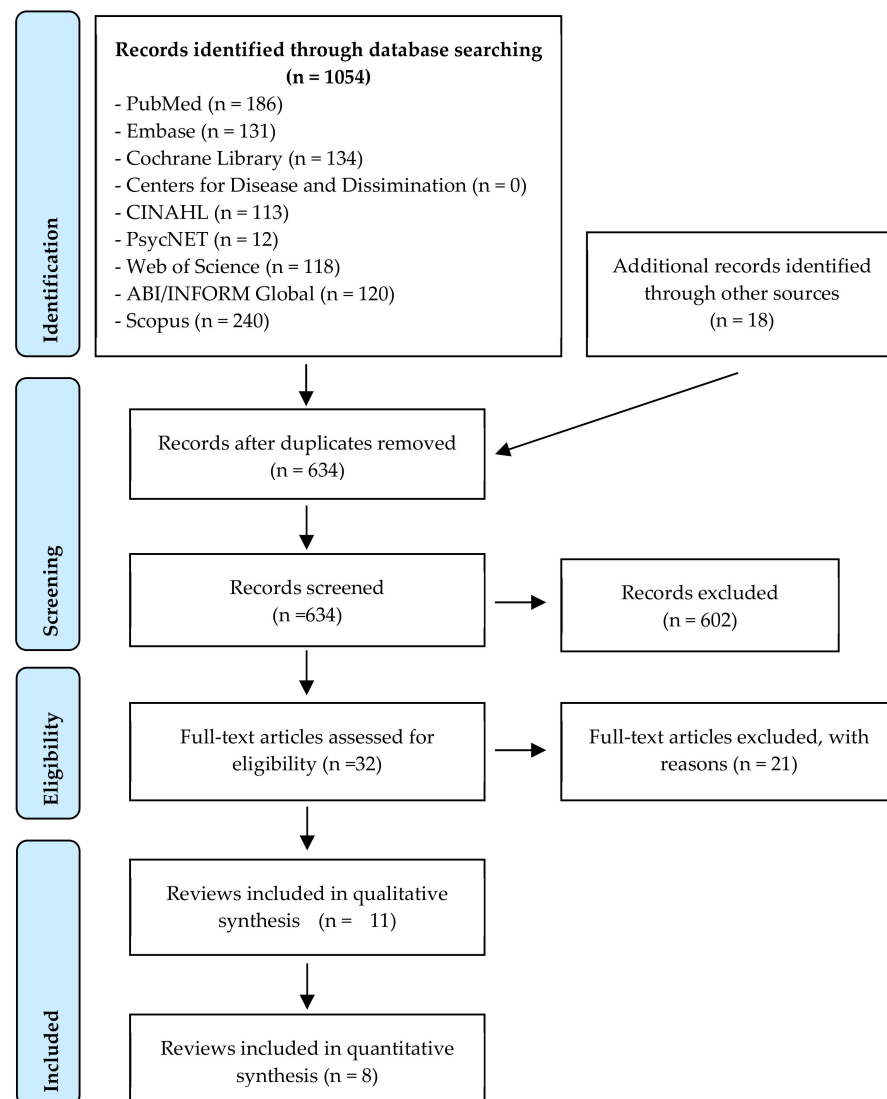 Identification
Records identified through database searching
(n = 1054)
- PubMed (n = 186)
- Embase (n = 131)
- Cochrane Library (n = 134)
- Centers for Disease and Dissimination (n = 0)
- CINAHL (n = 113)
- PsycNET (n = 12)
- Web of Science (n = 118)
- ABI/INFORM Global (n = 120)
- Scopus (n = 240)
Additional records identified
through other sources
(n = 18)
Screening
Records after duplicates removed
(n = 634)
Records screened
(n =634)
Records excluded
(n = 602)
Eligibility
Full-text articles assessed for
eligibility (n =32)
Full-text articles excluded, with
reasons (n = 21)
Included
Reviews included in qualitative
synthesis (n = 11)
Reviews included in quantitative
synthesis (n = 8)